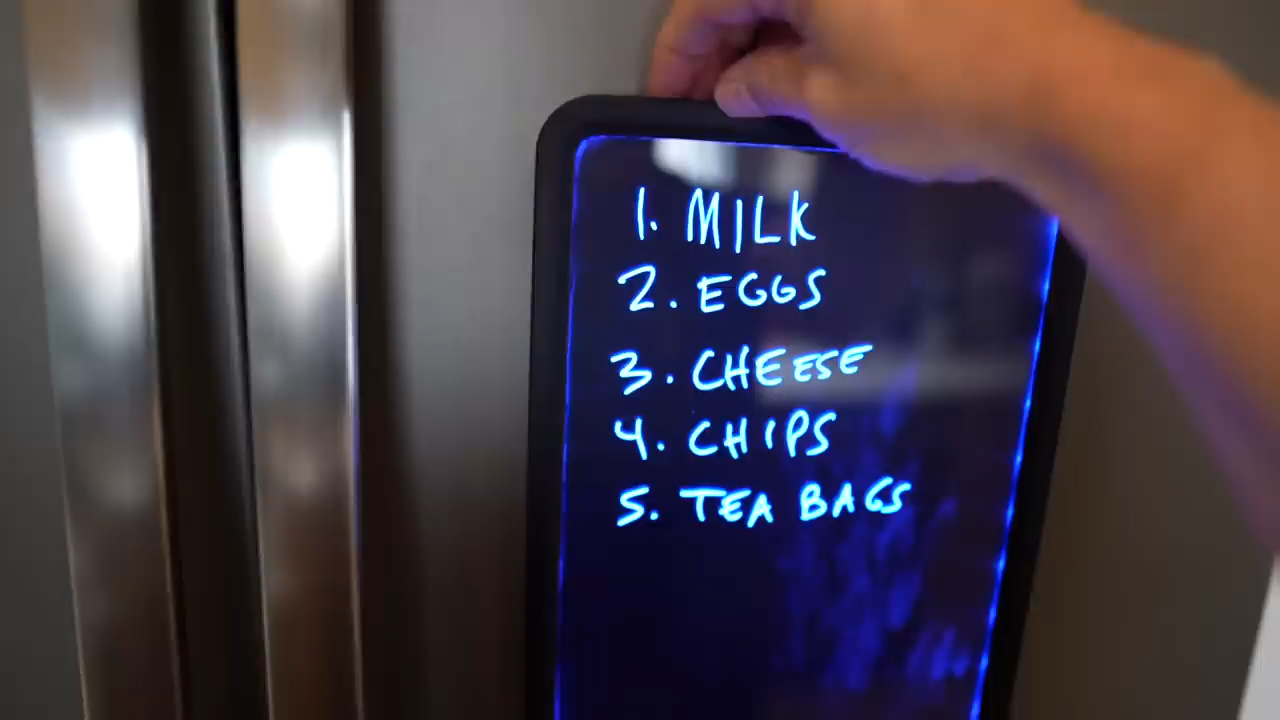 1. MILK
2. EGGS
3. CHEESE
4. CHIPS
5. TEA BAGS